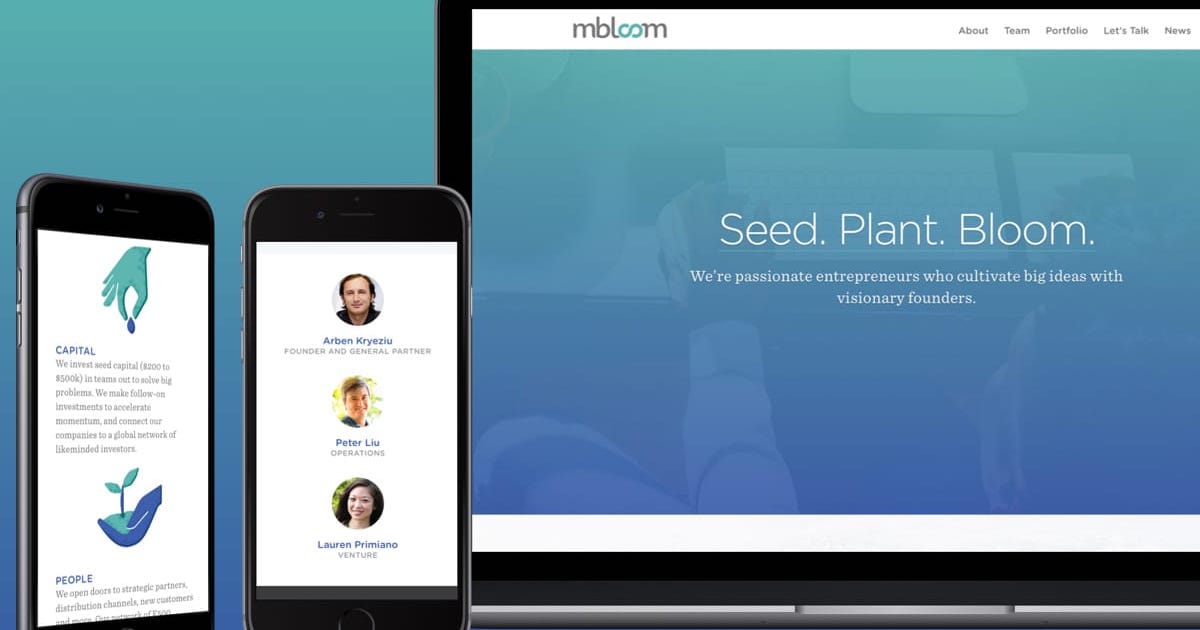 CAPITAL
We invest seed capital ($200 to
$500k) in teams out to solve big
problems. We make follow-on
investments to accelerate
momentum, and connect our
companies to a global network of
likeminded investors.
PEOPLE
We open doors to strategic partners,
distribution channels, new customers
and more. Our network of F500
Arben Kryeziu
FOUNDER AND GENERAL PARTNER
Peter Liu
OPERATIONS
Lauren Primiano
VENTURE
mbloom
About Team Portfolio Let's Talk News
Seed. Plant. Bloom.
We're passionate entrepreneurs who cultivate big ideas with
visionary founders.